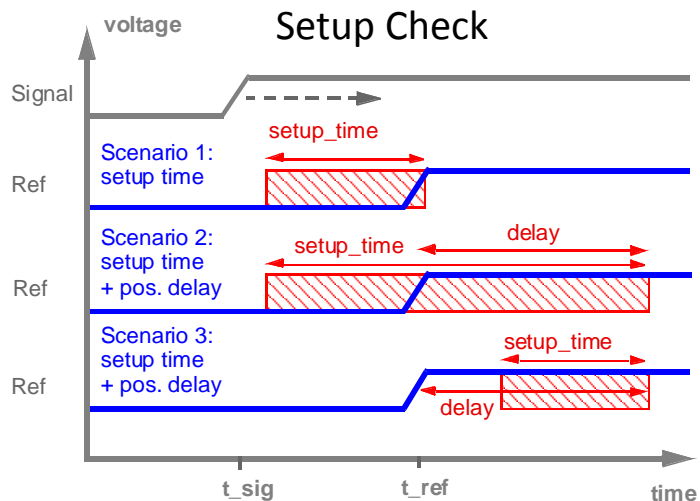 Setup Check
voltage
Signal
setup_time
Scenario 1:
setup time
Ref
Scenario 2:
setup time
+ pos. delay
setup_time
delay
Ref
Scenario 3:
setup time
+ pos. delay
setup_time
Ref
delay
t_sig
t_ref
time